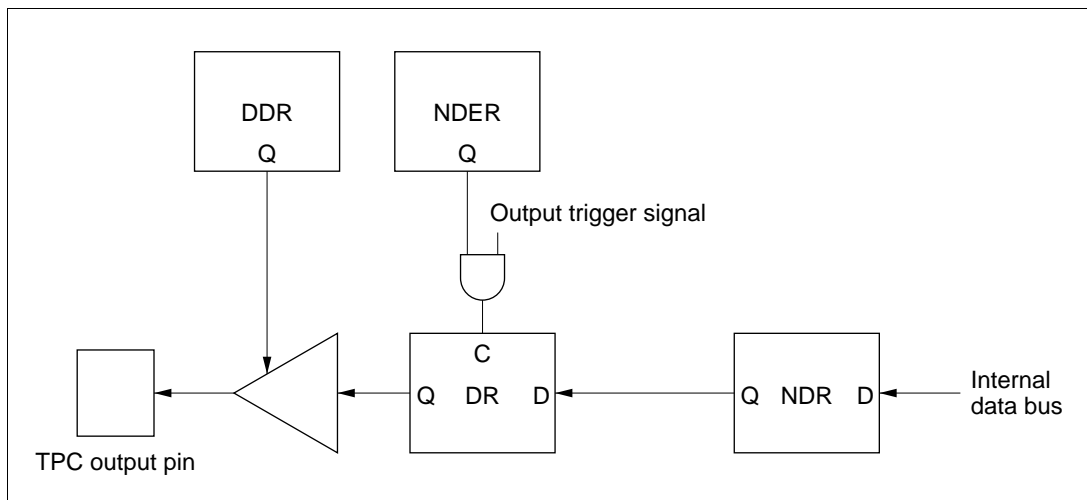 DDR
Q
NDER
Q
Output trigger signal
C
Q DR D
Q NDR D
Internal
data bus
TPC output pin